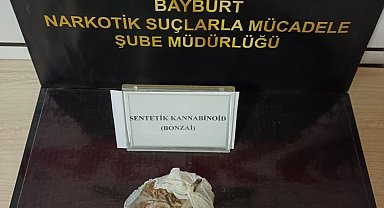 BAYBURT
NARKOTİK SUÇLARLA MÜCADELE
ŞUBE MÜDÜRLÜĞÜ
SENTETİK KANNABİNOİD
(BONZAİ)